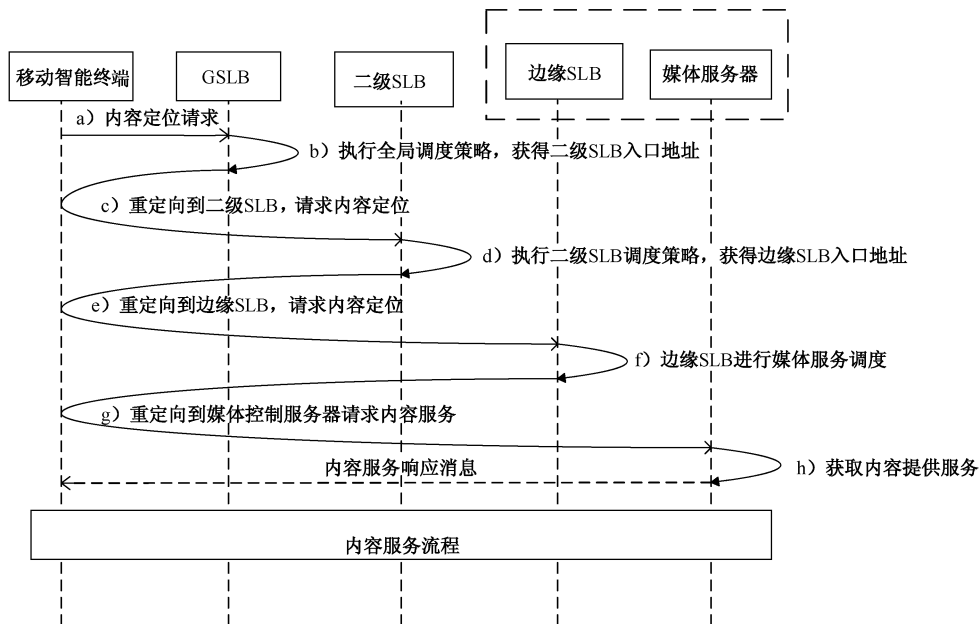 移动智能终端
GSLB
二级SLB
边缘SLB
媒体服务器
a）内容定位请求
b）执行全局调度策略，获得二级SLB入口地址
c）重定向到二级SLB，请求内容定位
d）执行二级SLB调度策略，获得边缘SLB入口地址
e）重定向到边缘SLB，请求内容定位
f）边缘SLB进行媒体服务调度
g）重定向到媒体控制服务器请求内容服务
内容服务响应消息
h）获取内容提供服务
内容服务流程